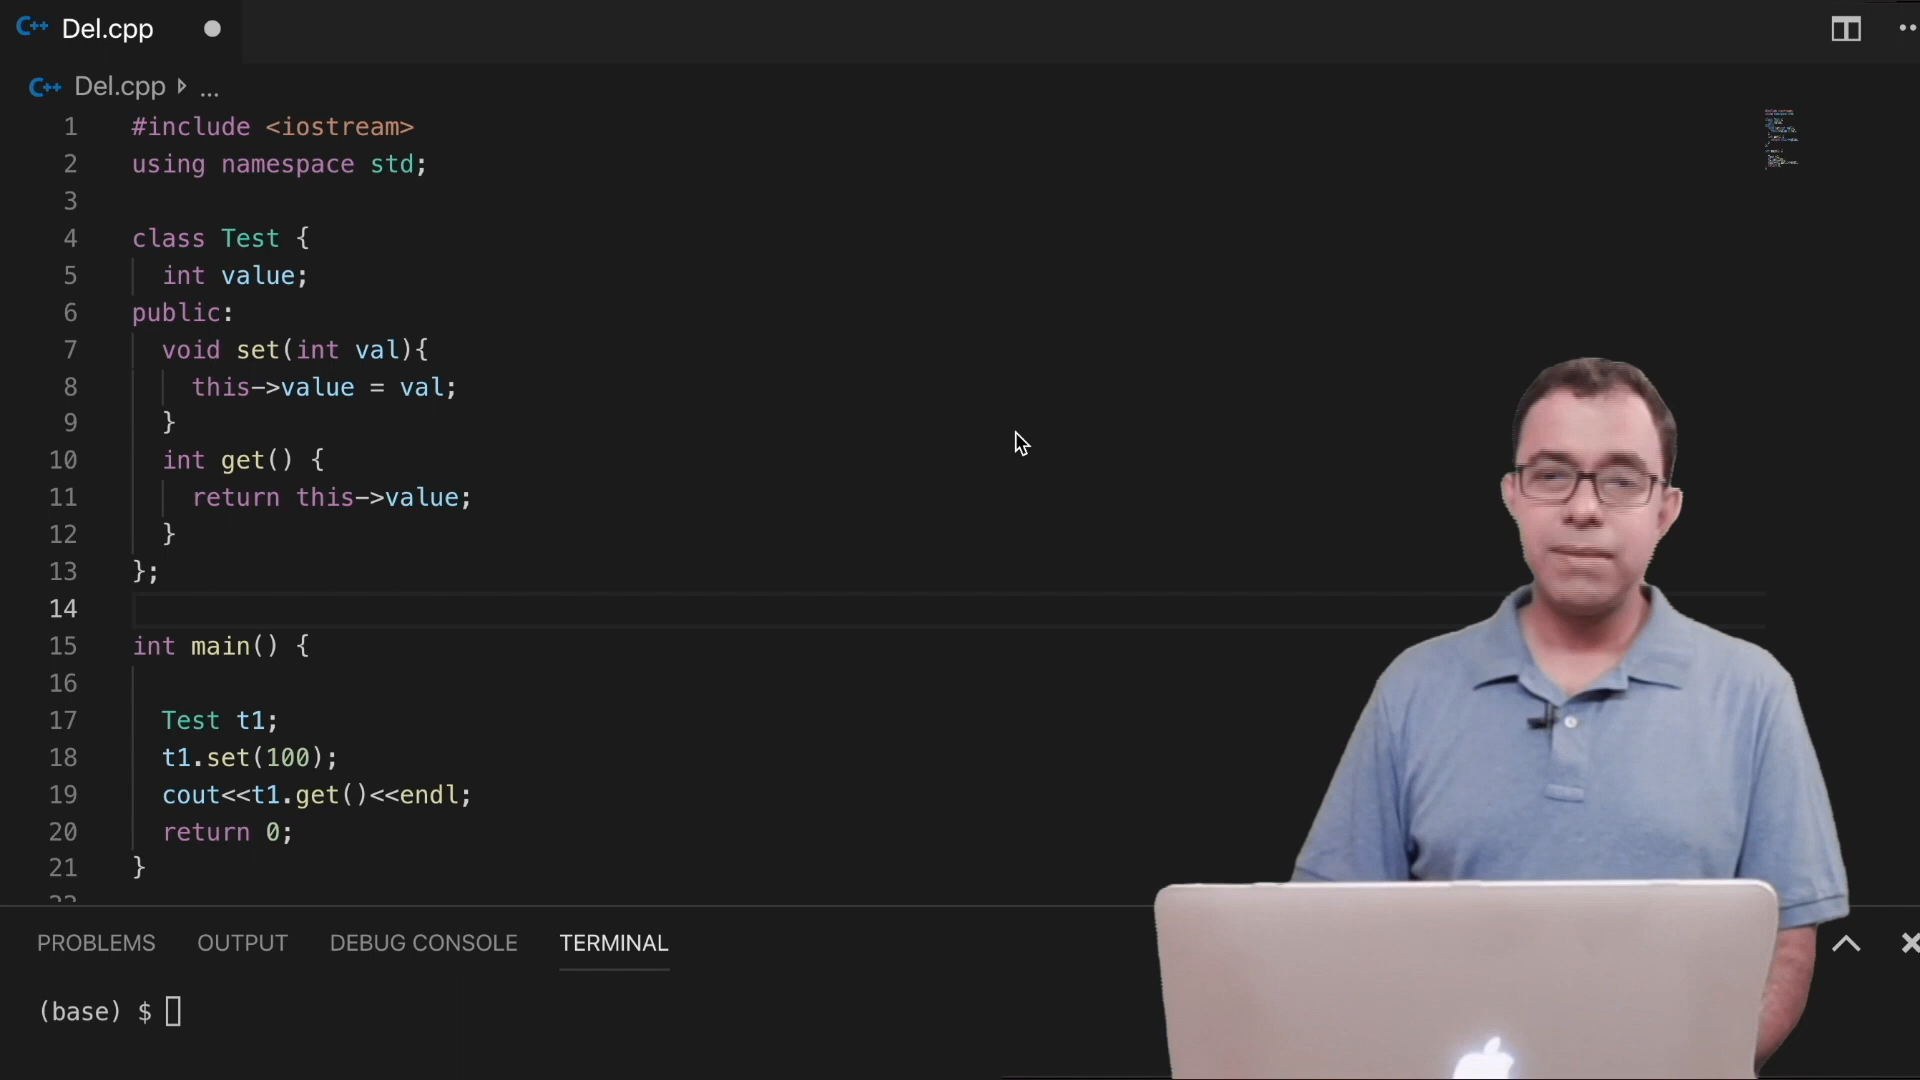 C++ Del.cpp
C++ Del.cpp ...
1 #include <iostream>
2 using namespace std;
3
4 class Test {
5 int value;
6 public:
7 void set(int val){
8 this->value = val;
9 }
10 int get() {
11 return this->value;
12 }
13 };
14
15 int main() {
16
17 Test t1;
18 t1.set(100);
19 cout<<t1.get()<<endl;
20 return 0;
21 }
22
PROBLEMS OUTPUT DEBUG CONSOLE TERMINAL
(base) $